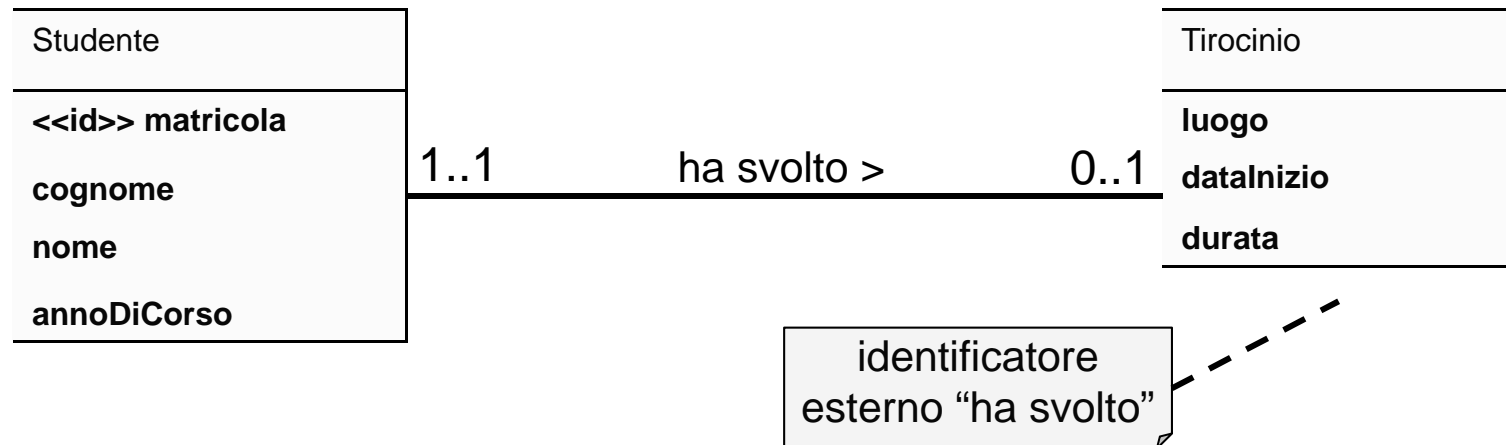 Studente
<<id>> matricola
cognome
nome
annoDiCorso
1..1
ha svolto >
0..1
Tirocinio
luogo
dataInizio
durata
identificatore
esterno “ha svolto”